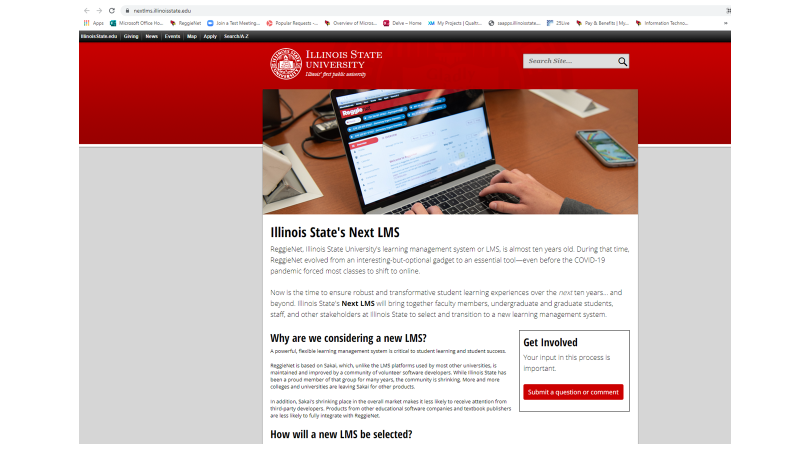 nextlms.illinoisstate.edu
Apps Microsoft Office Ho... ReggieNet Join a Test Meeting... Popular Requests -... Overview of Micros... Delve – Home My Projects | Qualtr... saapps.illinoisstate... 25Live Pay & Benefits | My... Information Techno... »
IllinoisState.edu Giving News Events Map Apply Search/A-Z
ILLINOIS STATE
UNIVERSITY
Illinois' first public university
Search Site...
Reggie
Illinois State's Next LMS
ReggieNet, Illinois State University's learning management system or LMS, is almost ten years old. During that time,
ReggieNet evolved from an interesting-but-optional gadget to an essential tool—even before the COVID-19
pandemic forced most classes to shift to online.
Now is the time to ensure robust and transformative student learning experiences over the next ten years... and
beyond. Illinois State's Next LMS will bring together faculty members, undergraduate and graduate students,
staff, and other stakeholders at Illinois State to select and transition to a new learning management system.
Why are we considering a new LMS?
A powerful, flexible learning management system is critical to student learning and student success.
ReggieNet is based on Sakai, which, unlike the LMS platforms used by most other universities, is
maintained and improved by a community of volunteer software developers. While Illinois State has
been a proud member of that group for many years, the community is shrinking. More and more
colleges and universities are leaving Sakai for other products.
In addition, Sakai's shrinking place in the overall market makes it less likely to receive attention from
third-party developers. Products from other educational software companies and textbook publishers
are less likely to fully integrate with ReggieNet.
How will a new LMS be selected?
Get Involved
Your input in this process is
important.
Submit a question or comment